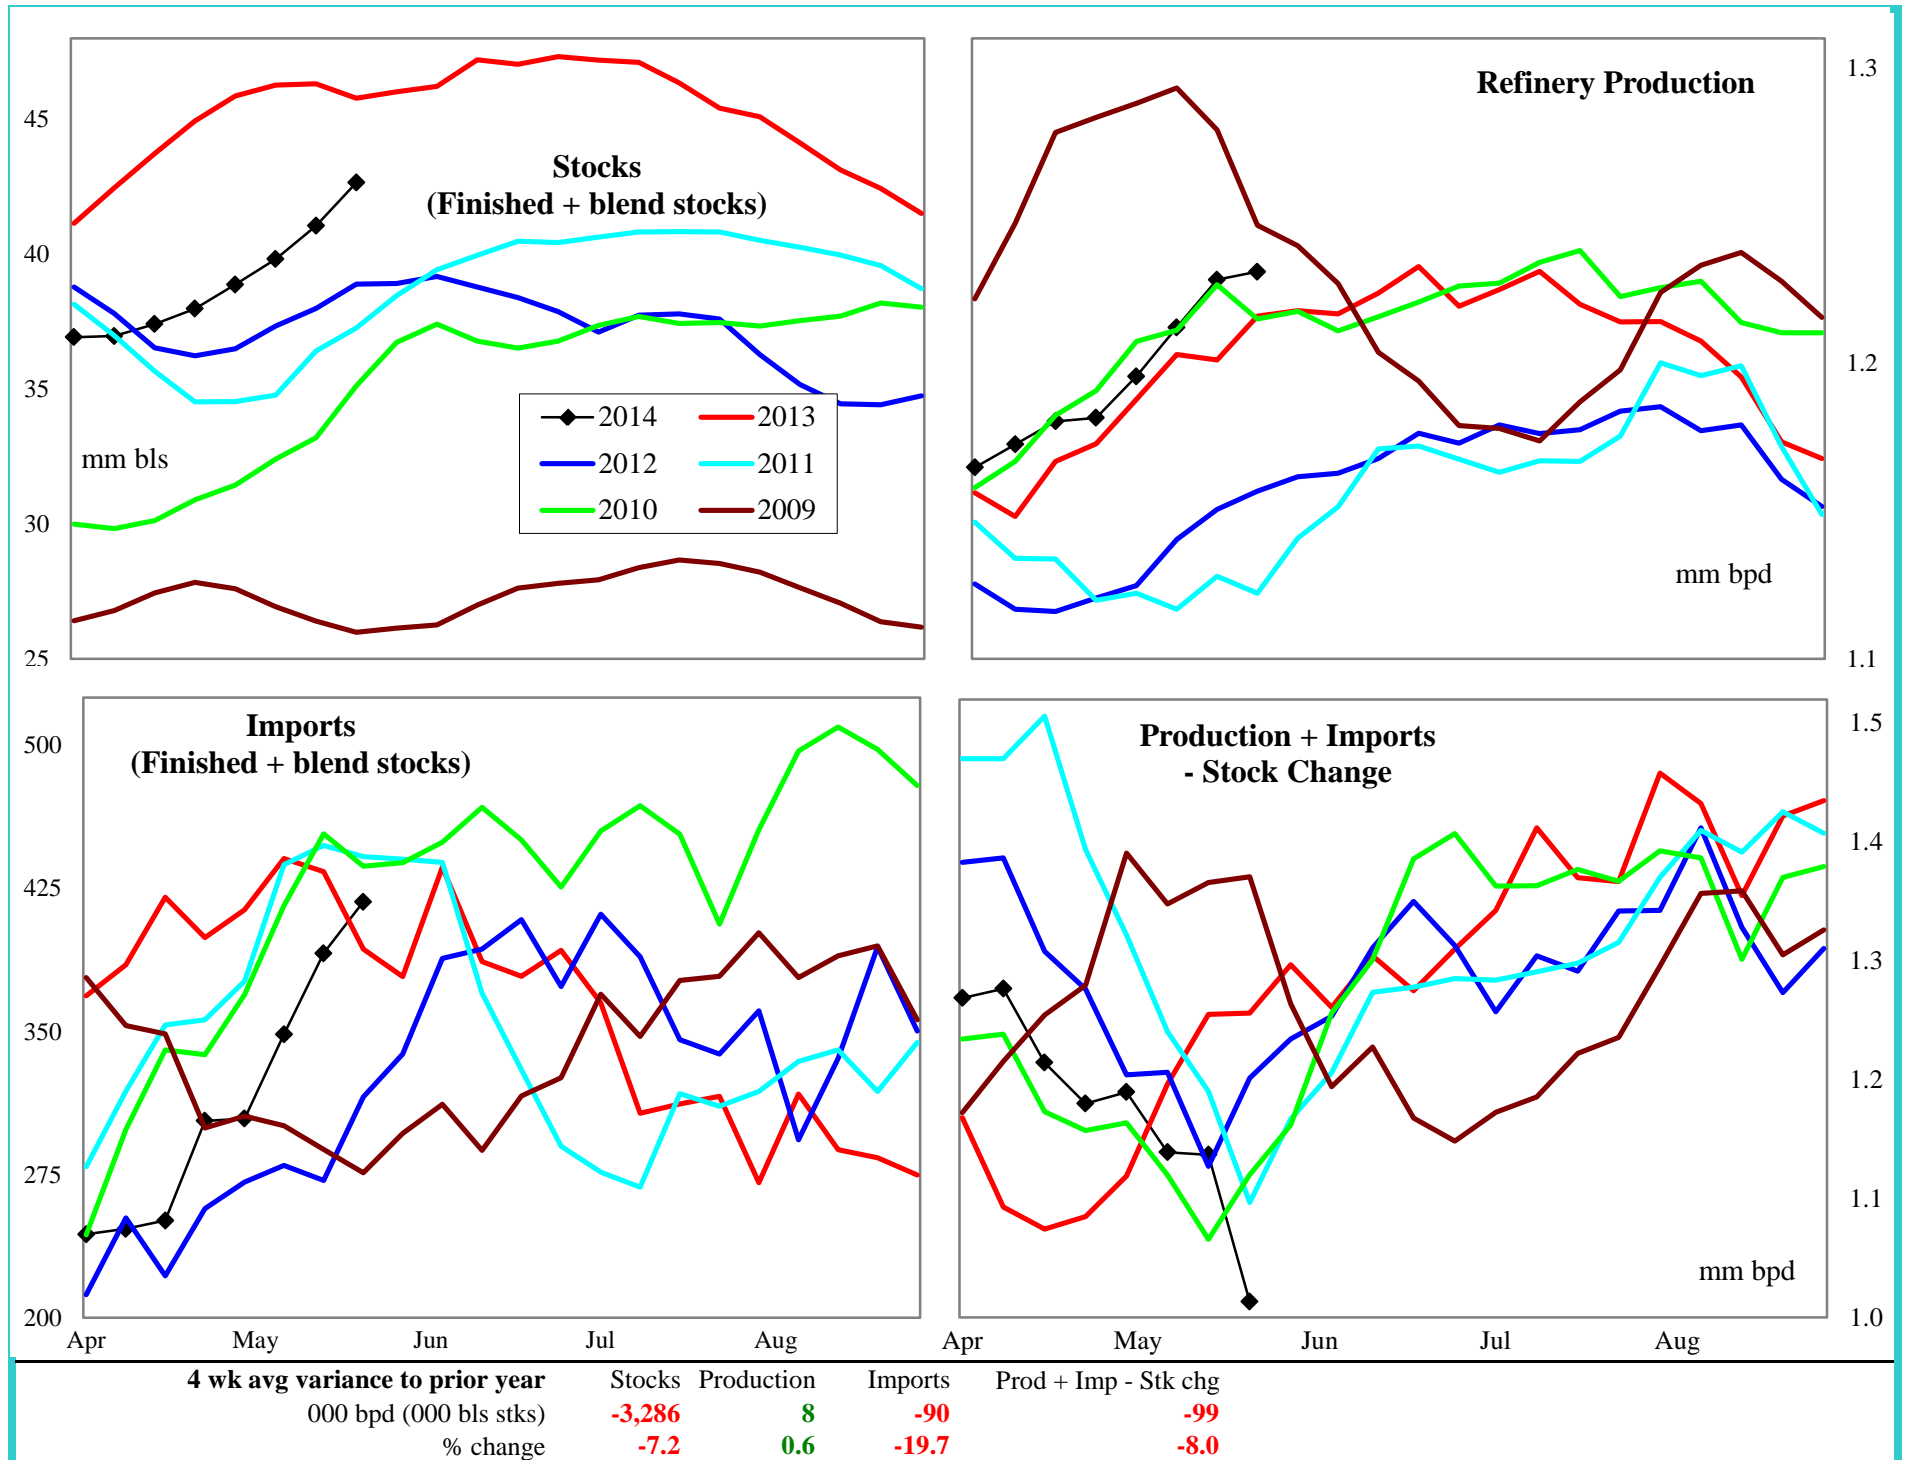 45
40
35
30
25
Stocks
(Finished + blend stocks)
mm bls
2014 2013
2012 2011
2010 2009
Refinery Production
mm bpd
1.3
1.2
1.1
500
425
350
275
200
Imports
(Finished + blend stocks)
Apr May Jun Jul Aug
Production + Imports
- Stock Change
mm bpd
1.5
1.4
1.3
1.2
1.1
1.0
Apr May Jun Jul Aug
4 wk avg variance to prior year Stocks Production Imports Prod + Imp - Stk chg
000 bpd (000 bls stks) -3,286 8 -90 -99
% change -7.2 0.6 -19.7 -8.0